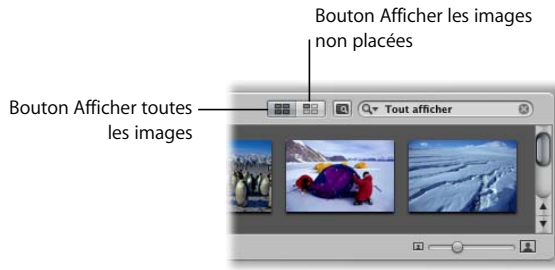 Bouton Afficher les images
non placées
Bouton Afficher toutes
les images
Tout afficher